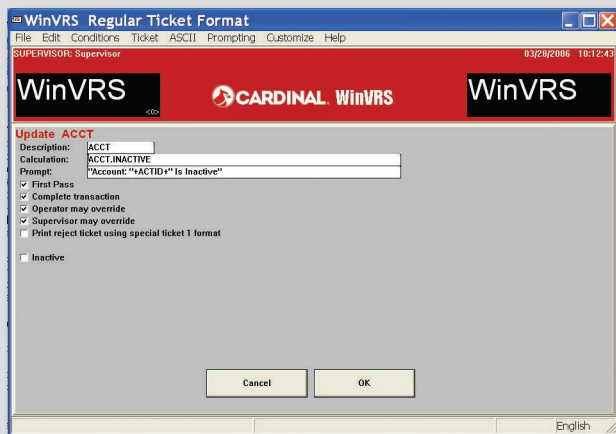 WinVRS Regular Ticket Format
File Edit Conditions Ticket ASCII Prompting Customize Help
SUPERVISOR: Supervisor 03/28/2006 10:12:43
WinVRS CARDINAL WinVRS WinVRS
<0>
Update ACCT
Description: ACCT
Calculation: ACCT.INACTIVE
Prompt: "Account: "+ACTID+" Is Inactive"
First Pass
Complete transaction
Operator may override
Supervisor may override
Print reject ticket using special ticket 1 format
Inactive
Cancel OK
English